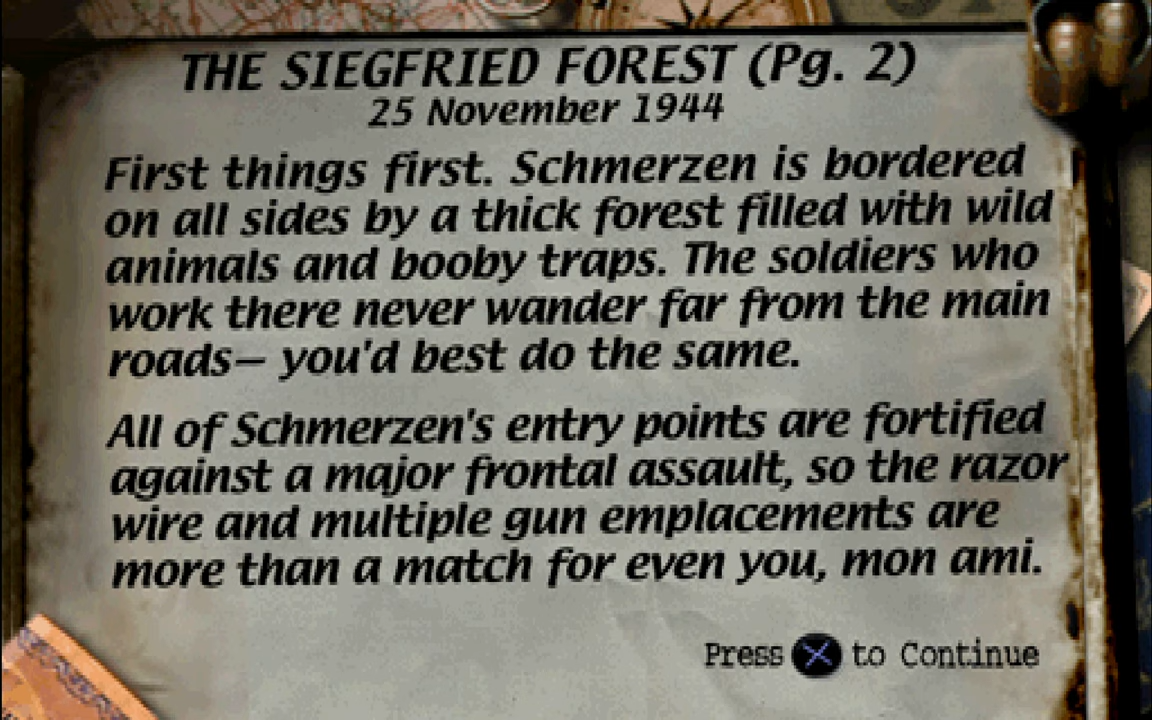 THE SIEGFRIED FOREST (Pg. 2)
25 November 1944
First things first. Schmerzen is bordered
on all sides by a thick forest filled with wild
animals and booby traps. The soldiers who
work there never wander far from the main
roads— you'd best do the same.
All of Schmerzen's entry points are fortified
against a major frontal assault, so the razor
wire and multiple gun emplacements are
more than a match for even you, mon ami.
Press to Continue